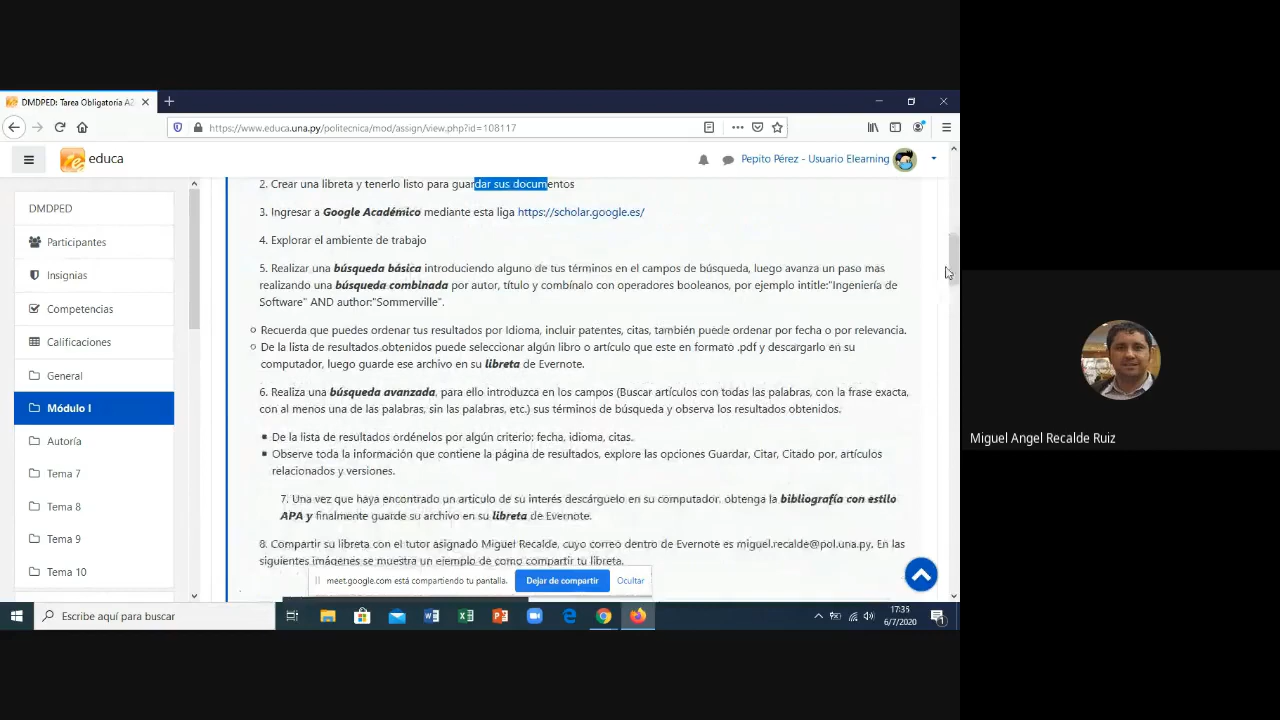 DMDPED: Tarea Obligatoria A2
https://www.educa.una.py/politecnica/mod/assign/view.php?id=108117
educa
Pepito Pérez - Usuario Elearning
DMDPED
Participantes
Insignias
Competencias
Calificaciones
General
Módulo I
Autoría
Tema 7
Tema 8
Tema 9
Tema 10
2. Crear una libreta y tenerlo listo para guardar sus documentos
3. Ingresar a Google Académico mediante esta liga https://scholar.google.es/
4. Explorar el ambiente de trabajo
5. Realizar una búsqueda básica introduciendo alguno de tus términos en el campos de búsqueda, luego avanza un paso mas
realizando una búsqueda combinada por autor, título y combínalo con operadores booleanos, por ejemplo intitle:"Ingeniería de
Software" AND author:"Sommerville".
Recuerda que puedes ordenar tus resultados por Idioma, incluir patentes, citas, también puede ordenar por fecha o por relevancia.
De la lista de resultados obtenidos puede seleccionar algún libro o artículo que este en formato .pdf y descargarlo en su
computador, luego guarde ese archivo en su libreta de Evernote.
6. Realiza una búsqueda avanzada, para ello introduzca en los campos (Buscar artículos con todas las palabras, con la frase exacta,
con al menos una de las palabras, sin las palabras, etc.) sus términos de búsqueda y observa los resultados obtenidos.
De la lista de resultados ordénelos por algún criterio: fecha, idioma, citas.
Observe toda la información que contiene la página de resultados, explore las opciones Guardar, Citar, Citado por, artículos
relacionados y versiones.
7. Una vez que haya encontrado un articulo de su interés descárguelo en su computador. obtenga la bibliografía con estilo
APA y finalmente guarde su archivo en su libreta de Evernote.
8. Compartir su libreta con el tutor asignado Miguel Recalde, cuyo correo dentro de Evernote es miguel.recalde@pol.una.py. En las
siguientes imágenes se muestra un ejemplo de como compartir tu libreta.
meet.google.com está compartiendo tu pantalla.
Dejar de compartir
Ocultar
Escribe aquí para buscar
17:35
6/7/2020
Miguel Angel Recalde Ruiz